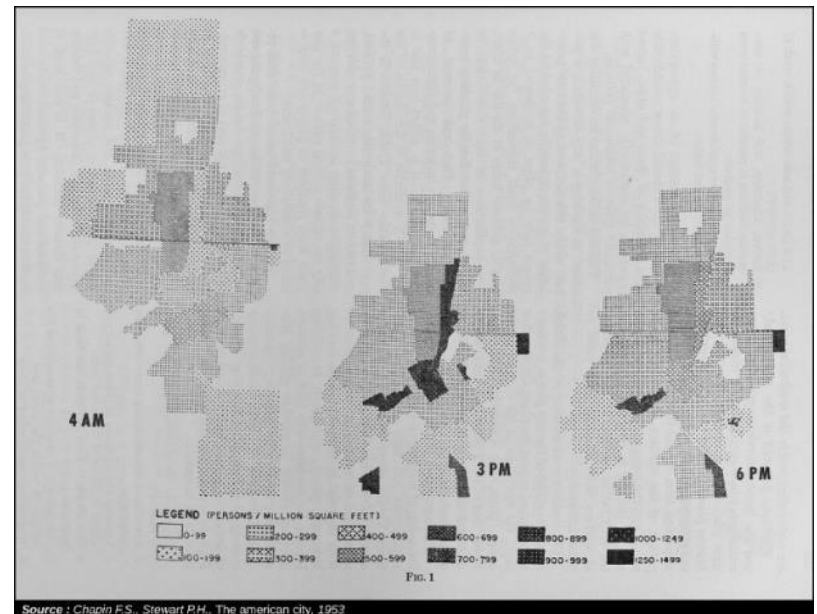 4 AM
3 PM
6 PM
LEGEND (PERSONS / MILLION SQUARE FEET)
0-99 200-299 400-499 600-699 800-899 1000-1249
100-199 300-399 500-599 700-799 900-999 1250-1499
FIG. 1
Source : Chapin F.S., Stewart P.H., The american city, 1953